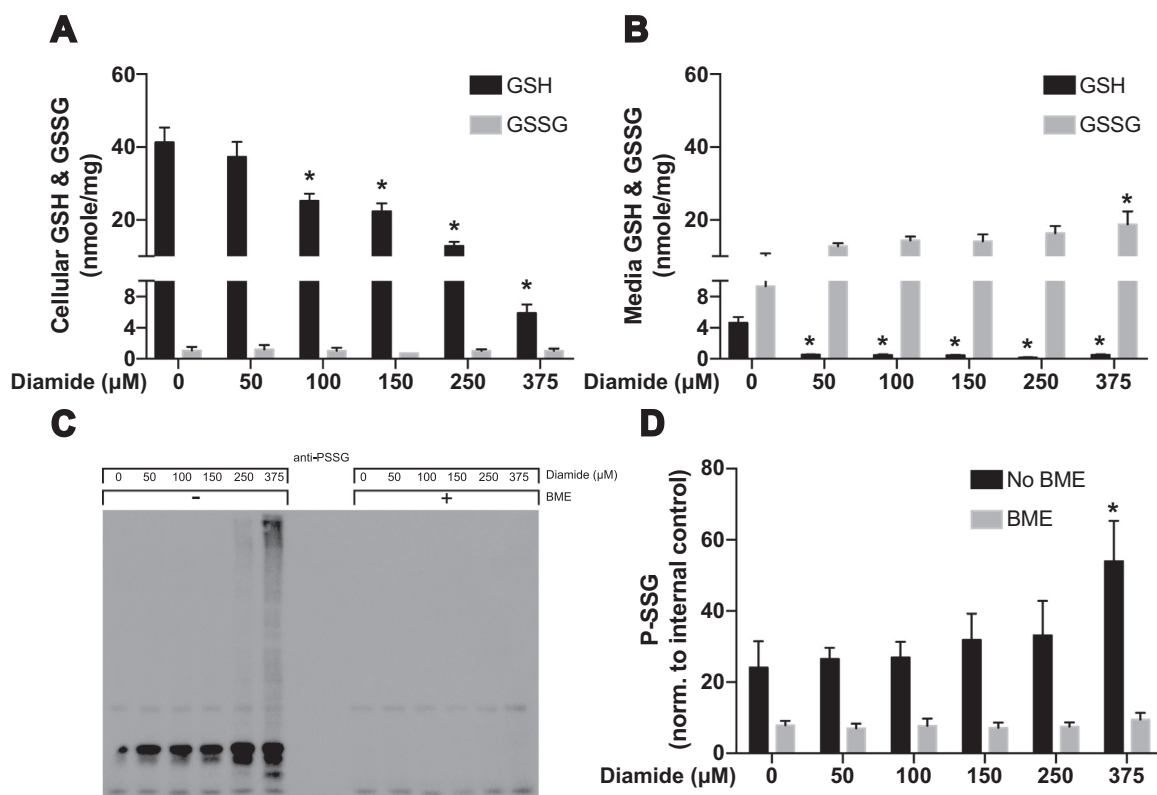 A
Cellular GSH & GSSG
(nmole/mg)
60
40
20
8
4
0
GSH
GSSG
*
*
*
*
Diamide (μM)
0 50 100 150 250 375
B
Media GSH & GSSG
(nmole/mg)
60
40
20
8
4
0
GSH
GSSG
*
* * * * *
Diamide (μM)
0 50 100 150 250 375
C
anti-PSSG
0 50 100 150 250 375 0 50 100 150 250 375 Diamide (μM)
- + BME
D
P-SSG
(norm. to internal control)
80
60
40
20
0
No BME
BME
*
Diamide (μM)
0 50 100 150 250 375